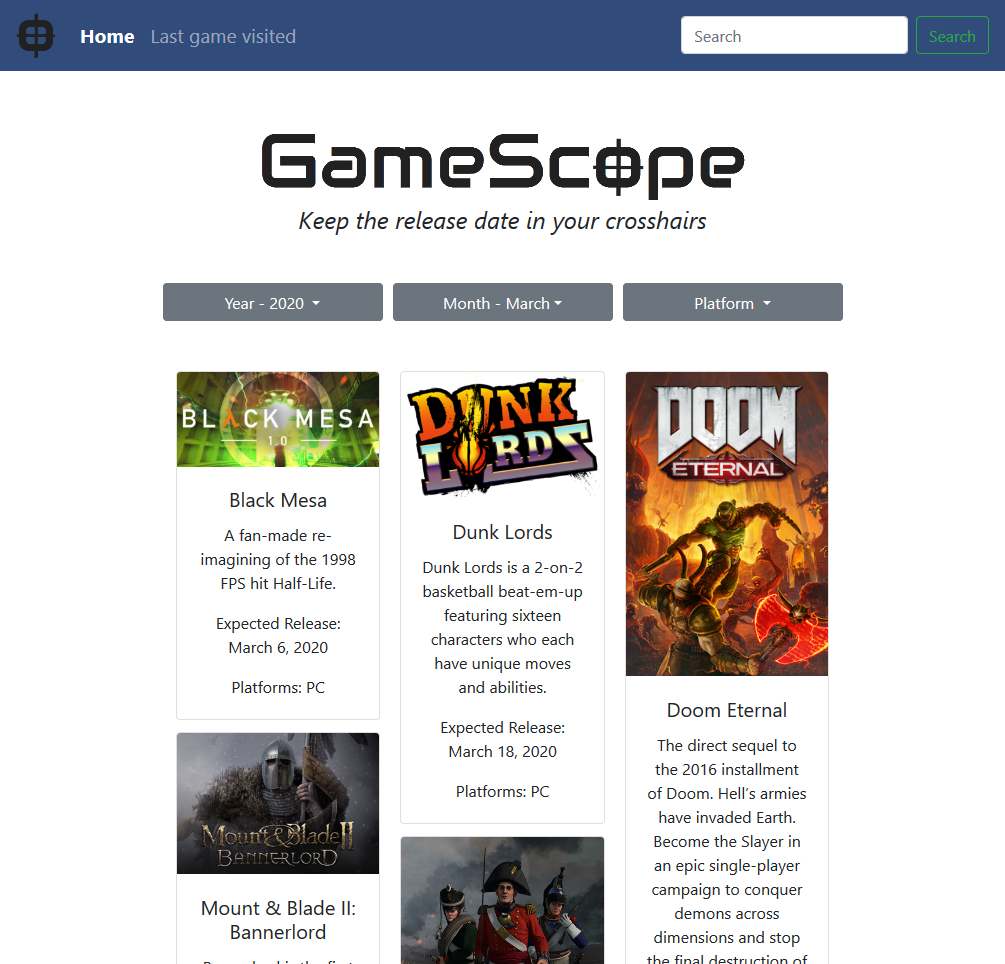 Home Last game visited Search Search
GameScope
Keep the release date in your crosshairs
Year - 2020 Month - March Platform
BLACK MESA
1.0
Black Mesa
A fan-made re-
imagining of the 1998
FPS hit Half-Life.
Expected Release:
March 6, 2020
Platforms: PC
MOUNT & BLADE II
BANNERLORD
Mount & Blade II:
Bannerlord
DUNK
LORDS
Dunk Lords
Dunk Lords is a 2-on-2
basketball beat-em-up
featuring sixteen
characters who each
have unique moves
and abilities.
Expected Release:
March 18, 2020
Platforms: PC
DOOM
ETERNAL
Doom Eternal
The direct sequel to
the 2016 installment
of Doom. Hell's armies
have invaded Earth.
Become the Slayer in
an epic single-player
campaign to conquer
demons across
dimensions and stop
the final destruction of